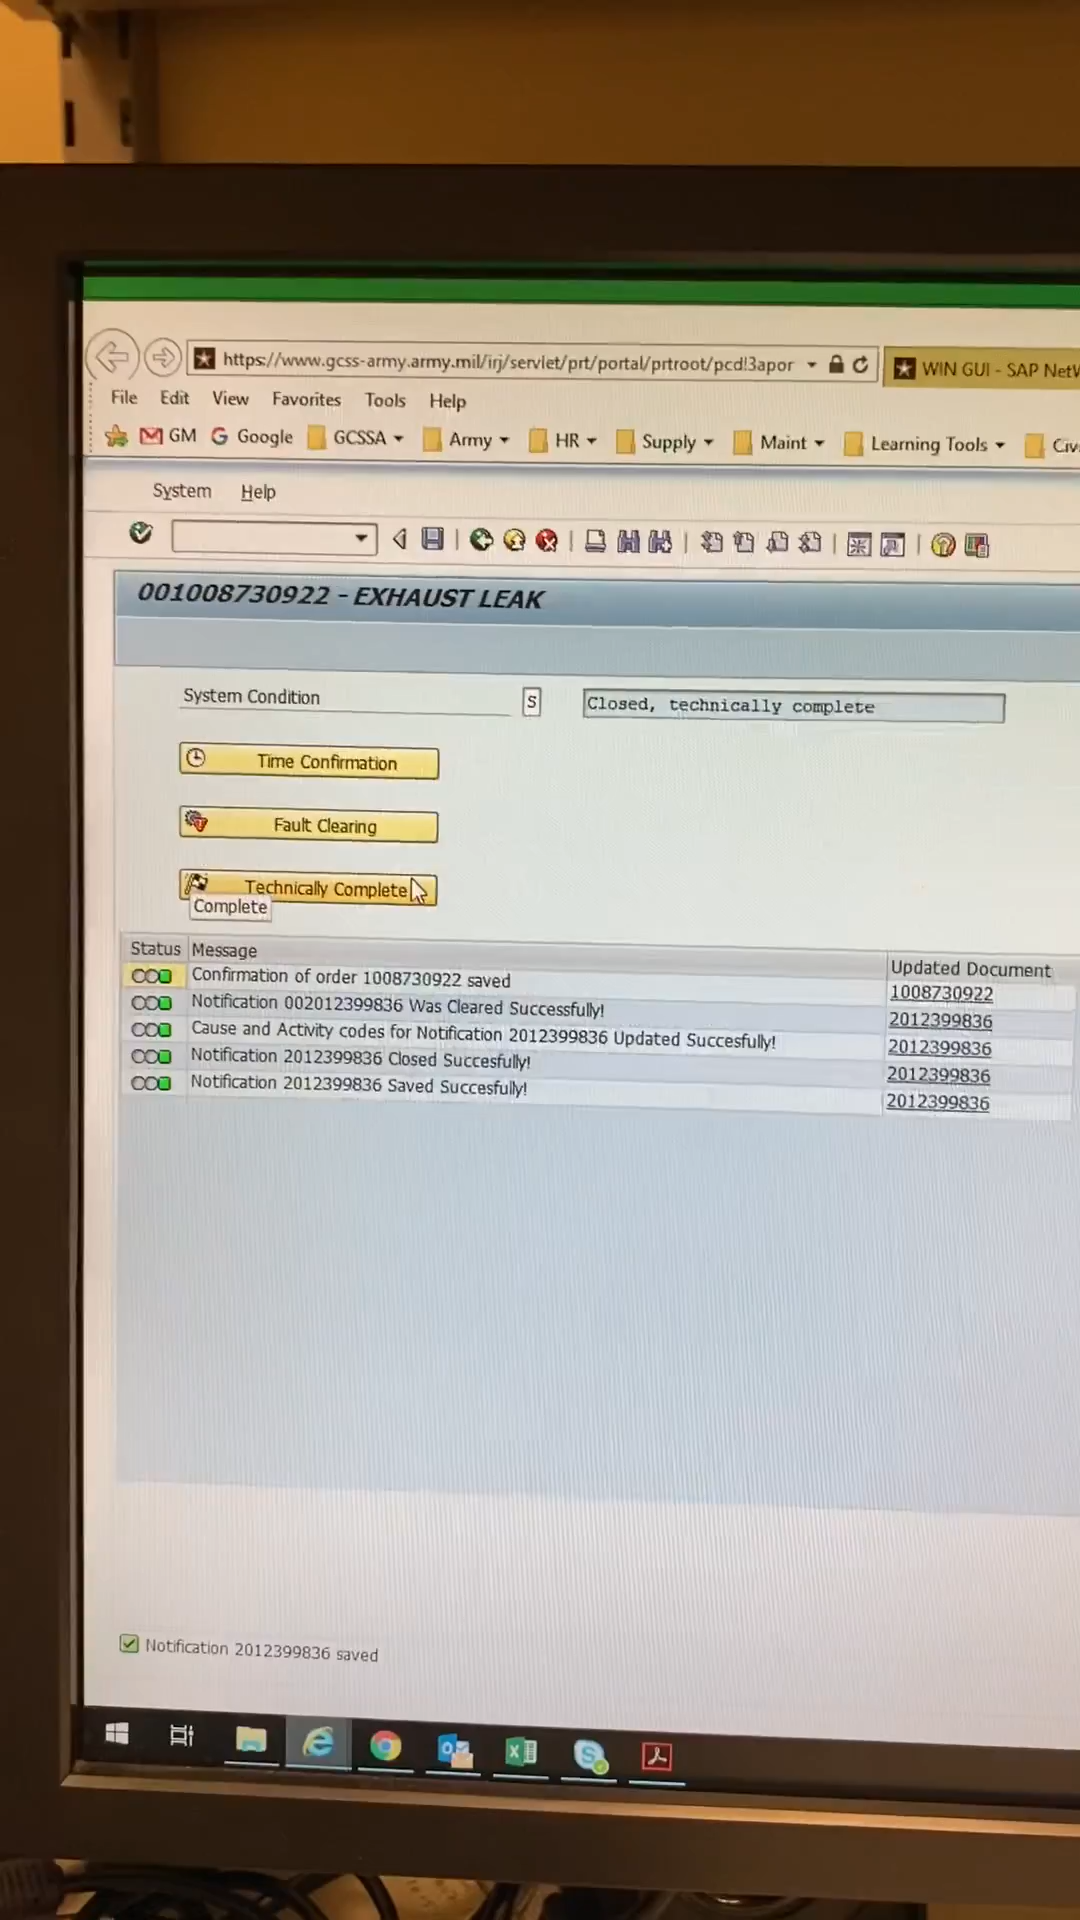 https://www.gcss-army.army.mil/irj/servlet/prt/portal/prtroot/pcd!3apor
WIN GUI - SAP NetW
File Edit View Favorites Tools Help
GM Google GCSSA Army HR Supply Maint Learning Tools Civ
System Help
001008730922 - EXHAUST LEAK
System Condition S Closed, technically complete
Time Confirmation
Fault Clearing
Technically Complete
Complete
Status Message Updated Document
Confirmation of order 1008730922 saved 1008730922
Notification 002012399836 Was Cleared Successfully! 2012399836
Cause and Activity codes for Notification 2012399836 Updated Succesfully! 2012399836
Notification 2012399836 Closed Succesfully! 2012399836
Notification 2012399836 Saved Succesfully! 2012399836
Notification 2012399836 saved